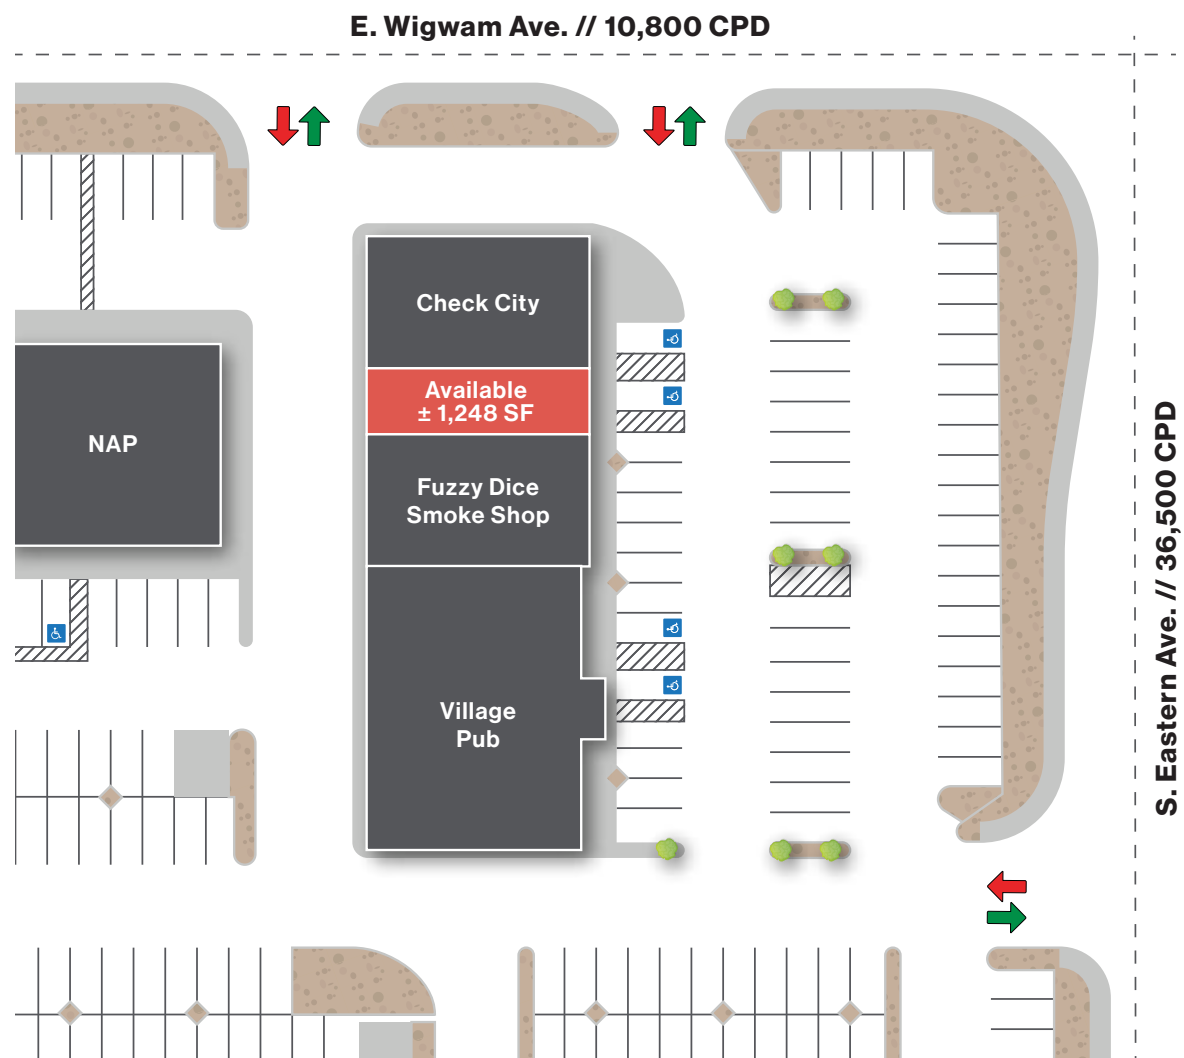 E. Wigwam Ave. // 10,800 CPD
Check City
Available
± 1,248 SF
NAP
Fuzzy Dice
Smoke Shop
Village
Pub
S. Eastern Ave. // 36,500 CPD